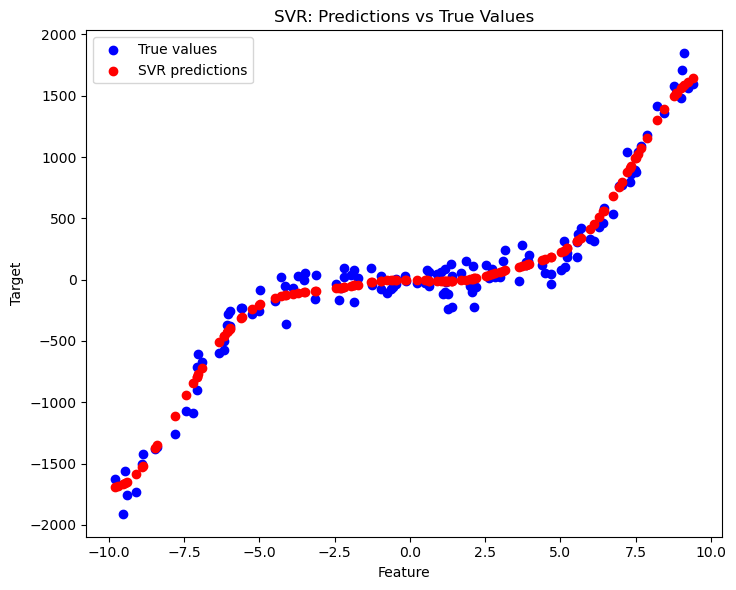 SVR: Predictions vs True Values
True values
SVR predictions
Target
2000
1500
1000
500
0
−500
−1000
−1500
−2000
−10.0 −7.5 −5.0 −2.5 0.0 2.5 5.0 7.5 10.0
Feature